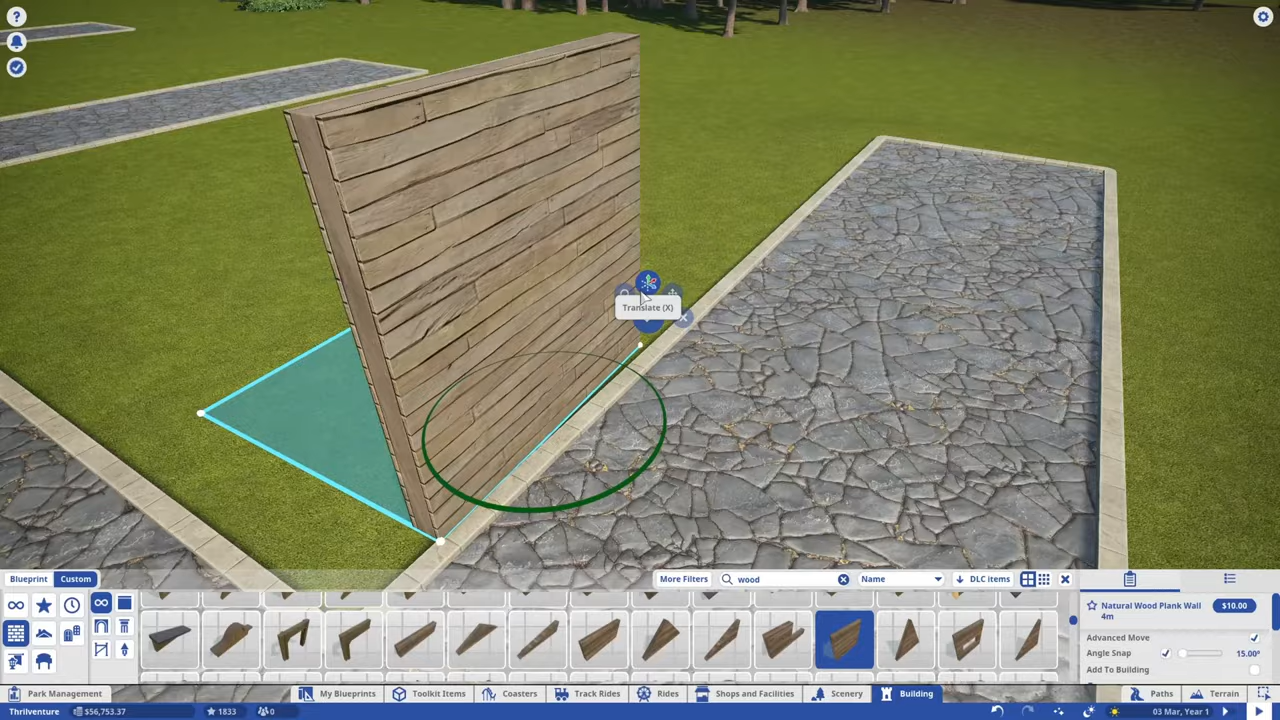 Translate (X)
Blueprint
Custom
More Filters
wood
Name
DLC items
Natural Wood Plank Wall 4m
$10.00
Advanced Move
Angle Snap
15.00°
Add To Building
Park Management
My Blueprints
Toolkit Items
Coasters
Track Rides
Rides
Shops and Facilities
Scenery
Building
Paths
Terrain
Thrillventure
$56,753.37
1833
0
03 Mar, Year 1